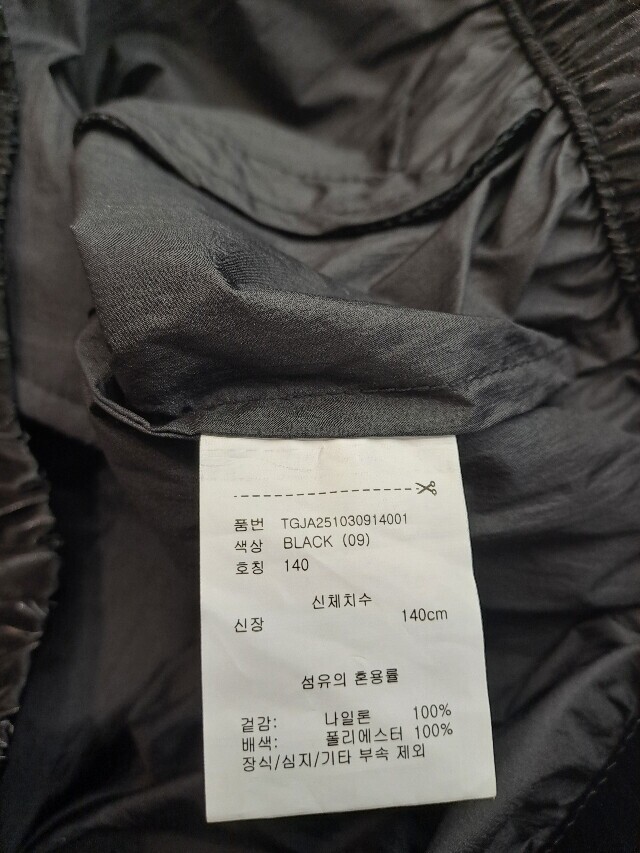 품번 TGJA251030914001
색상 BLACK (09)
호칭 140
신체치수
신장 140cm
섬유의 혼용률
겉감: 나일론 100%
배색: 폴리에스터 100%
장식/심지/기타 부속 제외